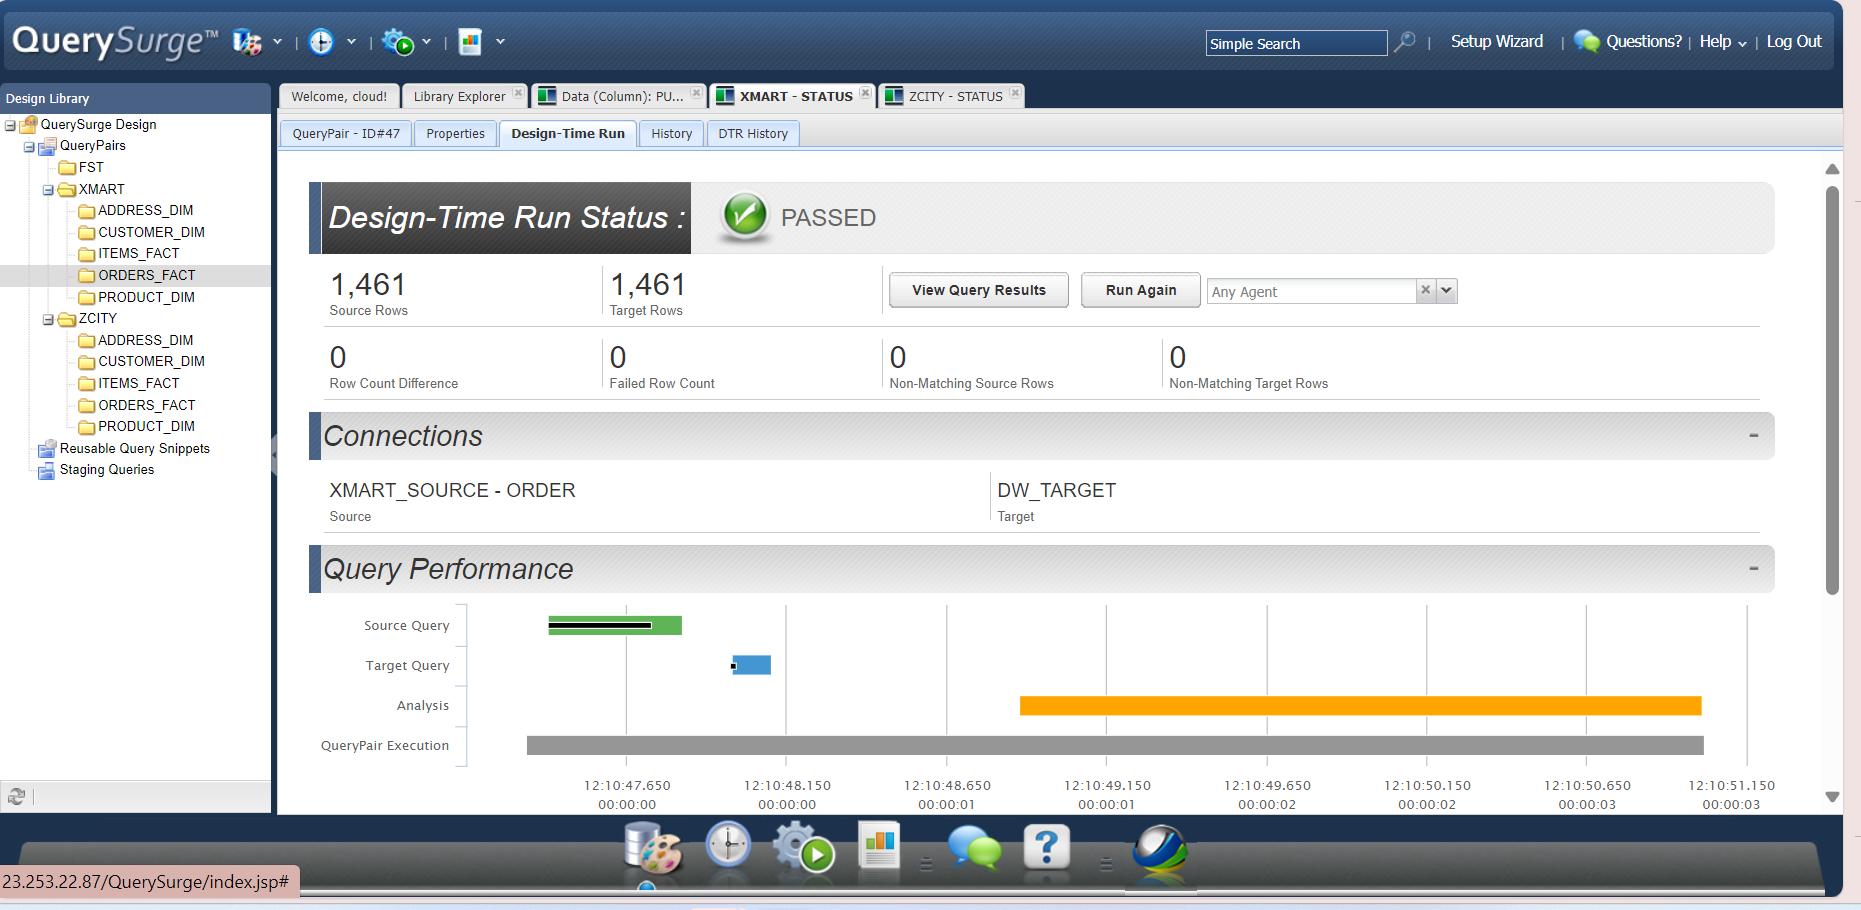 QuerySurge™
Simple Search
Setup Wizard
Questions?
Help
Log Out
Design Library
QuerySurge Design
QueryPairs
FST
XMART
ADDRESS_DIM
CUSTOMER_DIM
ITEMS_FACT
ORDERS_FACT
PRODUCT_DIM
ZCITY
ADDRESS_DIM
CUSTOMER_DIM
ITEMS_FACT
ORDERS_FACT
PRODUCT_DIM
Reusable Query Snippets
Staging Queries
Welcome, cloud!
Library Explorer
Data (Column): PU...
XMART - STATUS
ZCITY - STATUS
QueryPair - ID#47
Properties
Design-Time Run
History
DTR History
Design-Time Run Status :
PASSED
1,461
Source Rows
1,461
Target Rows
View Query Results
Run Again
Any Agent
0
Row Count Difference
0
Failed Row Count
0
Non-Matching Source Rows
0
Non-Matching Target Rows
Connections
XMART_SOURCE - ORDER
Source
DW_TARGET
Target
Query Performance
Source Query
Target Query
Analysis
QueryPair Execution
12:10:47.650 12:10:48.150 12:10:48.650 12:10:49.150 12:10:49.650 12:10:50.150 12:10:50.650 12:10:51.150
00:00:00 00:00:00 00:00:01 00:00:01 00:00:02 00:00:02 00:00:03 00:00:03
23.253.22.87/QuerySurge/index.jsp#